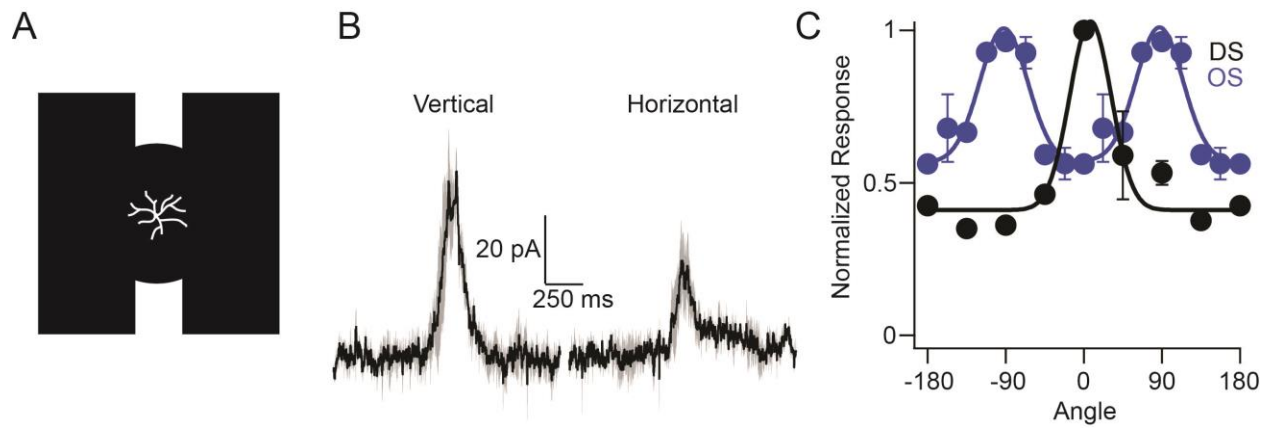 A
B
Vertical
Horizontal
20 pA
250 ms
C
Normalized Response
1
0.5
0
DS
OS
-180
-90
0
90
180
Angle